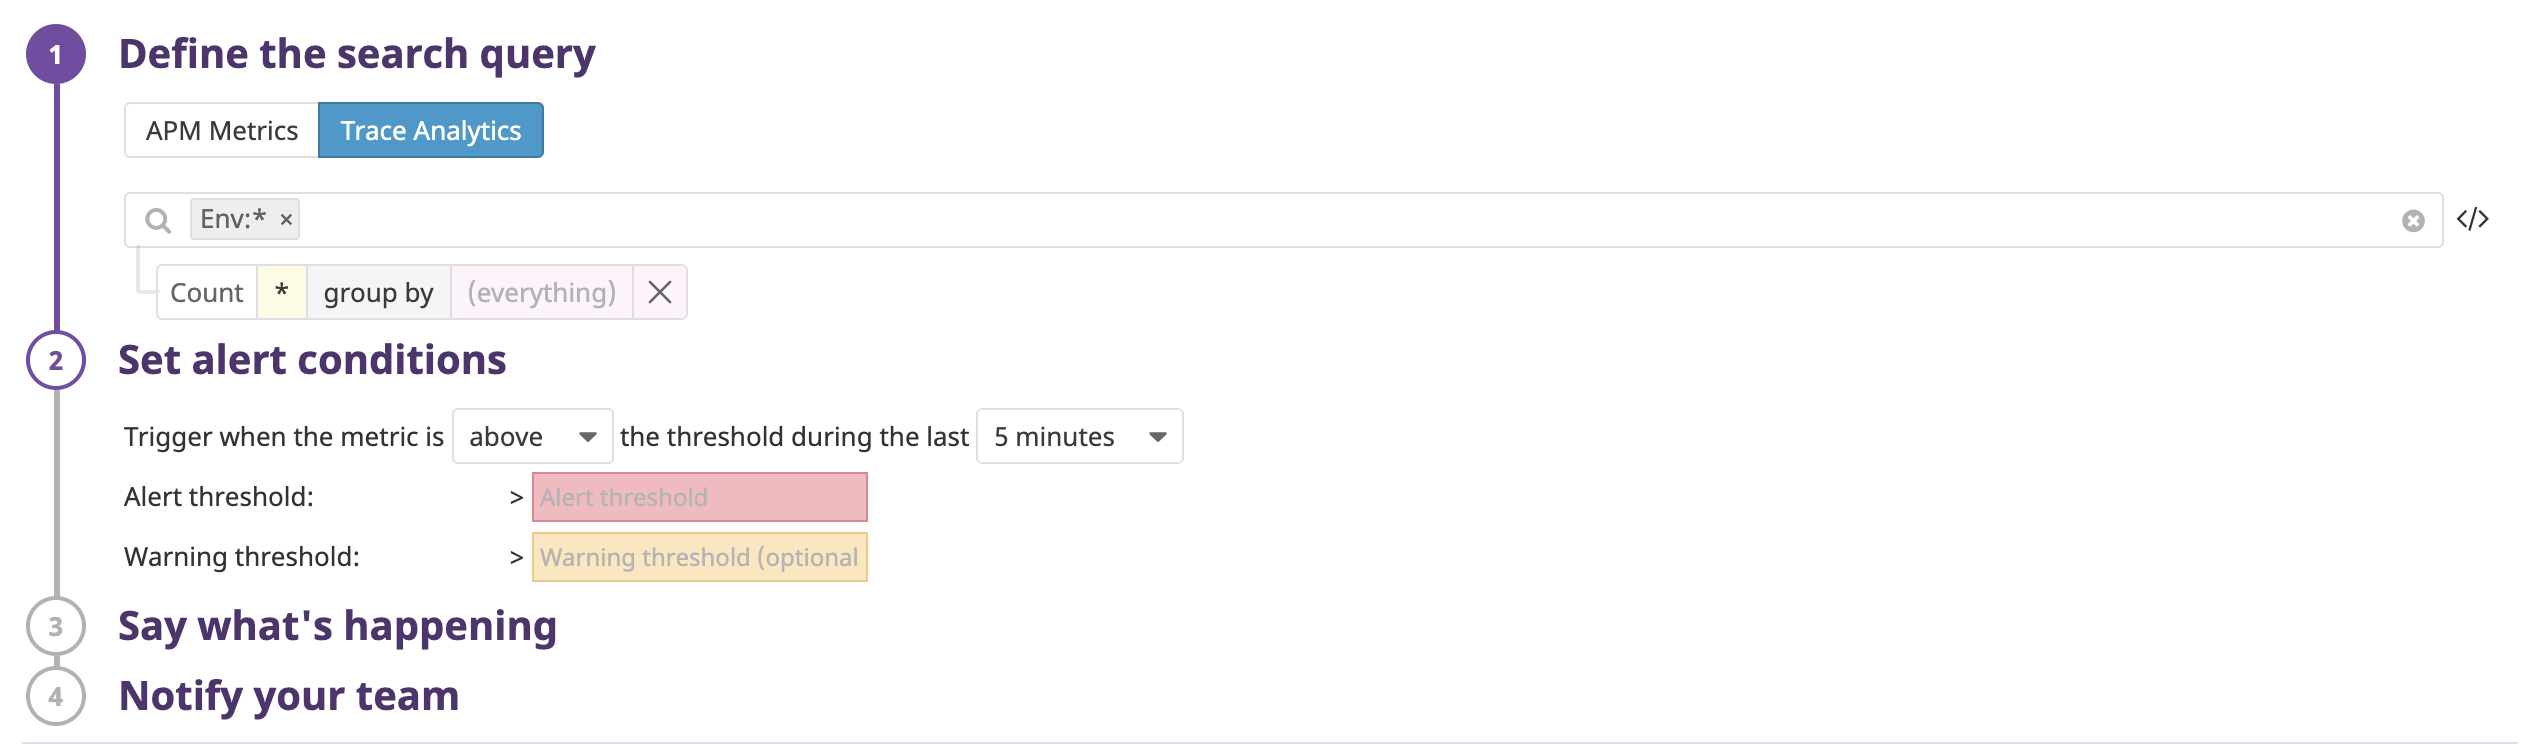 1 Define the search query
APM Metrics Trace Analytics
Env:* × </>
Count * group by (everything)
2 Set alert conditions
Trigger when the metric is above the threshold during the last 5 minutes
Alert threshold: > Alert threshold
Warning threshold: > Warning threshold (optional
3 Say what's happening
4 Notify your team